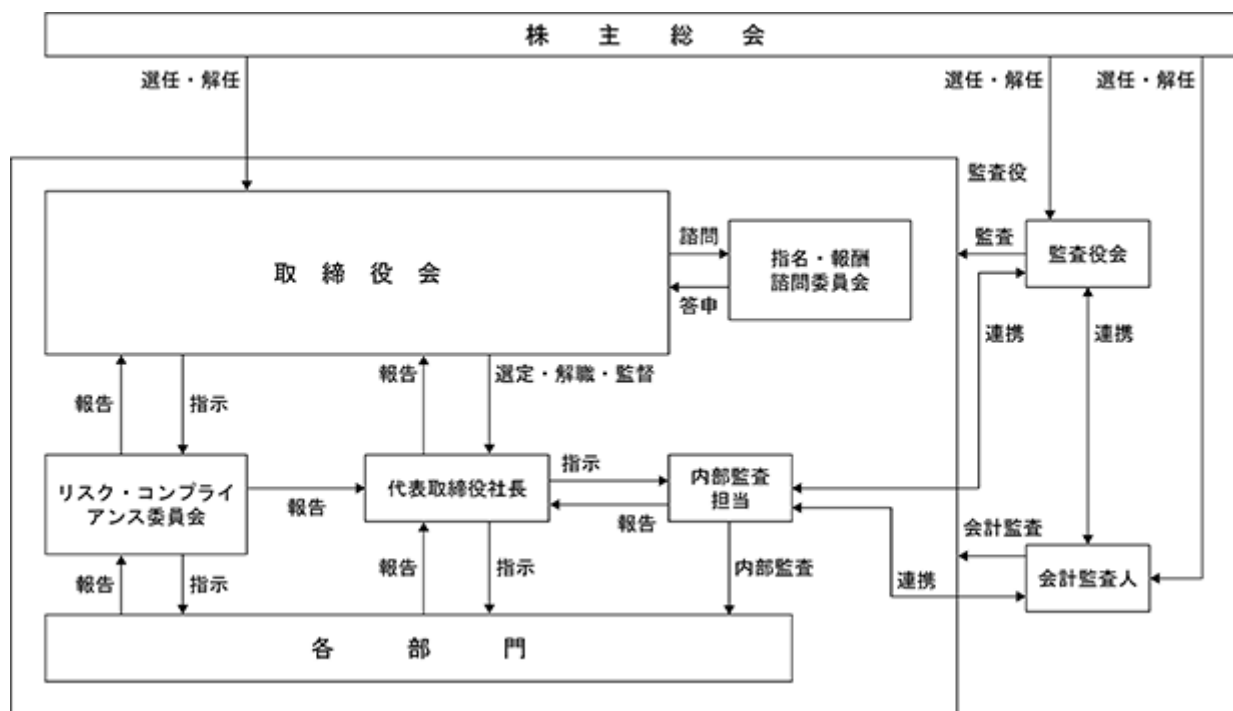 株主総会
選任・解任
選任・解任
選任・解任
監査役
取締役会
諮問
答申
指名・報酬
諮問委員会
監査
監査役会
連携
連携
報告
指示
報告
選定・解職・監督
リスク・コンプライ
アンス委員会
報告
代表取締役社長
指示
報告
内部監査
担当
会計監査
会計監査人
連携
報告
指示
報告
指示
内部監査
各部門